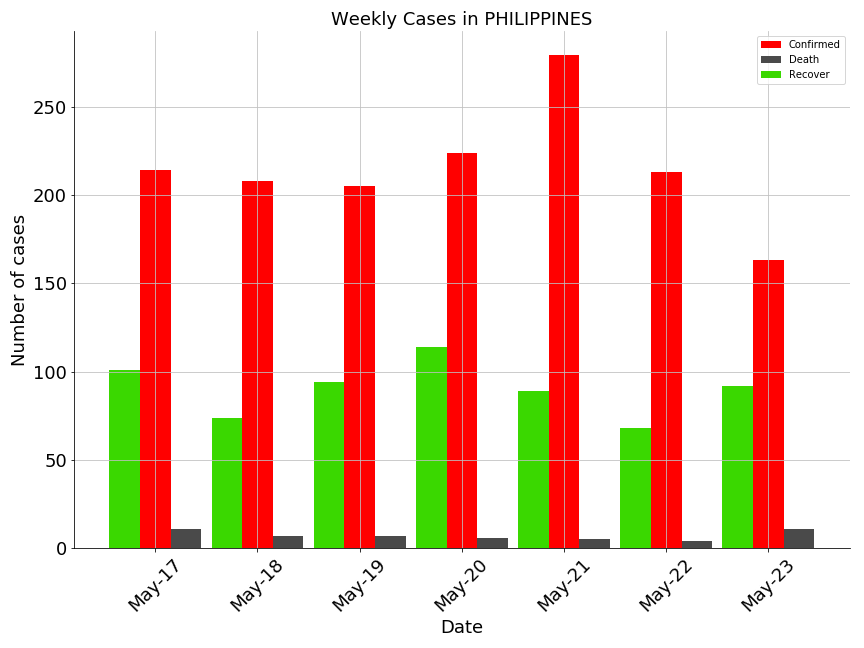 Weekly Cases in PHILIPPINES
Confirmed
Death
Recover
Number of cases
250
200
150
100
50
0
May-17
May-18
May-19
May-20
May-21
May-22
May-23
Date